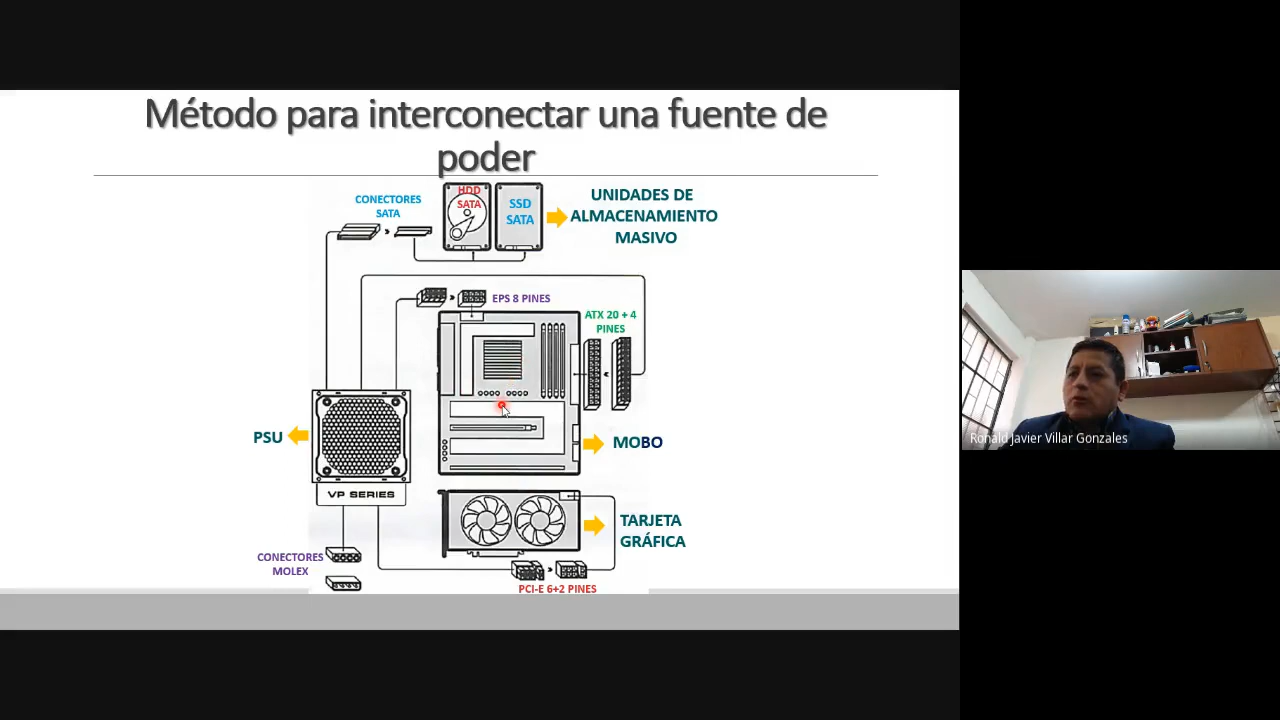 Método para interconectar una fuente de
poder
CONECTORES
SATA
HDD
SATA
SSD
SATA
UNIDADES DE
ALMACENAMIENTO
MASIVO
EPS 8 PINES
ATX 20 + 4
PINES
PSU
MOBO
VP SERIES
TARJETA
GRÁFICA
CONECTORES
MOLEX
PCI-E 6+2 PINES
Ronald Javier Villar Gonzales